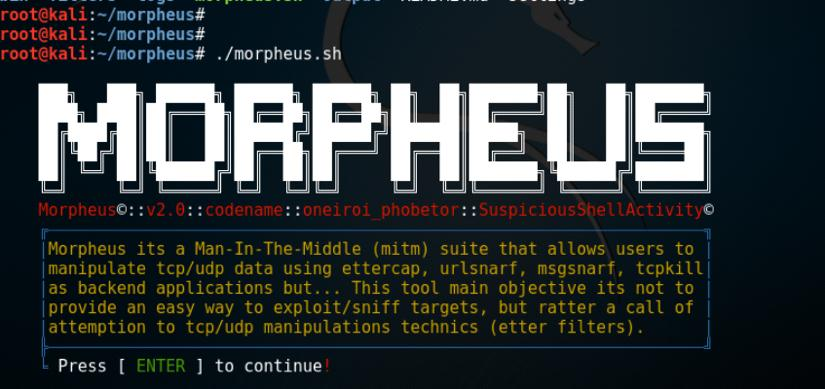 root@kali:~/morpheus#
root@kali:~/morpheus#
root@kali:~/morpheus# ./morpheus.sh
MORPHEUS
Morpheus©::v2.0::codename::oneiroi_phobetor::SuspiciousShellActivity©
Morpheus its a Man-In-The-Middle (mitm) suite that allows users to
manipulate tcp/udp data using ettercap, urlsnarf, msgsnarf, tcpkill
as backend applications but... This tool main objective its not to
provide an easy way to exploit/sniff targets, but ratter a call of
attemption to tcp/udp manipulations technics (etter filters).
Press [ ENTER ] to continue!